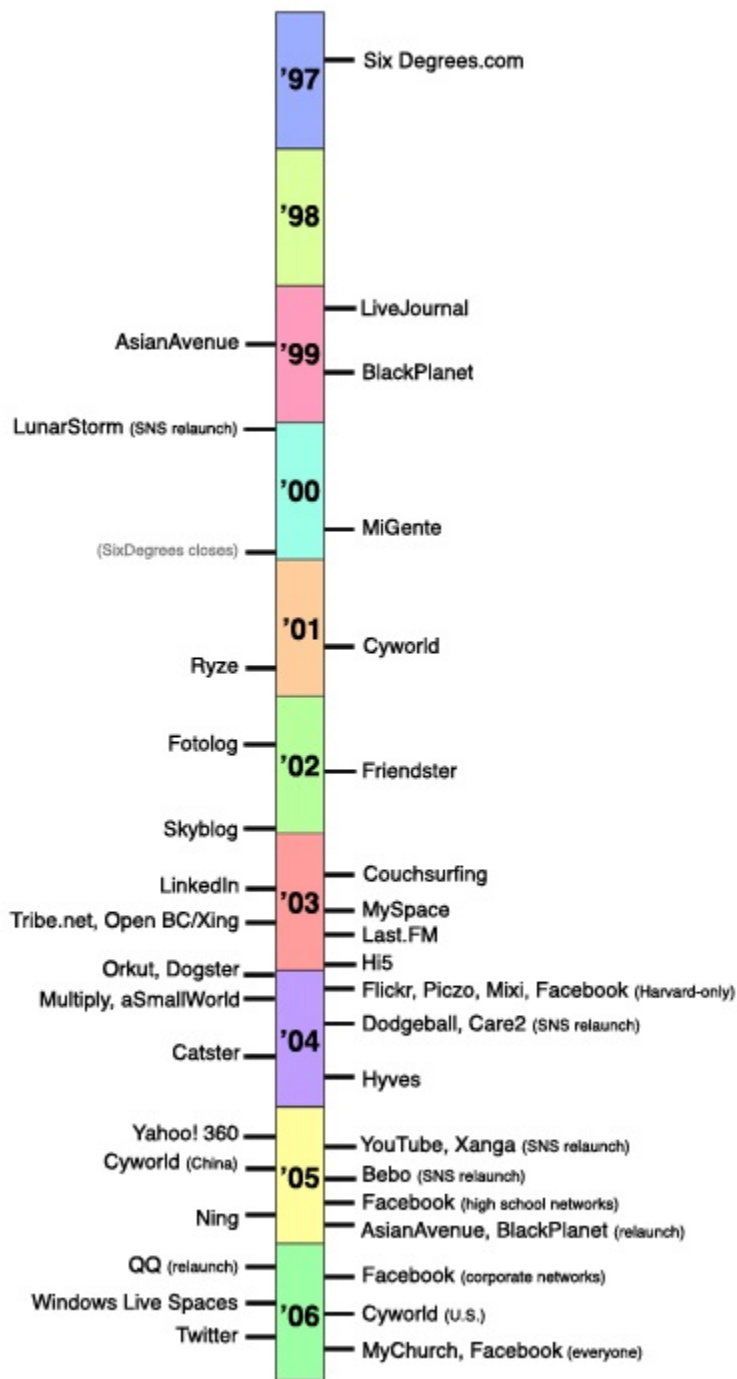 '97
Six Degrees.com
'98
LiveJournal
AsianAvenue
'99
BlackPlanet
LunarStorm (SNS relaunch)
'00
MiGente
(SixDegrees closes)
'01
Cyworld
Ryze
Fotolog
'02
Friendster
Skyblog
Couchsurfing
LinkedIn
'03
MySpace
Tribe.net, Open BC/Xing
Last.FM
Hi5
Orkut, Dogster
Flickr, Piczo, Mixi, Facebook (Harvard-only)
Multiply, aSmallWorld
Dodgeball, Care2 (SNS relaunch)
'04
Catster
Hyves
Yahoo! 360
YouTube, Xanga (SNS relaunch)
Cyworld (China)
'05
Bebo (SNS relaunch)
Facebook (high school networks)
Ning
AsianAvenue, BlackPlanet (relaunch)
QQ (relaunch)
Facebook (corporate networks)
Windows Live Spaces
'06
Cyworld (U.S.)
Twitter
MyChurch, Facebook (everyone)